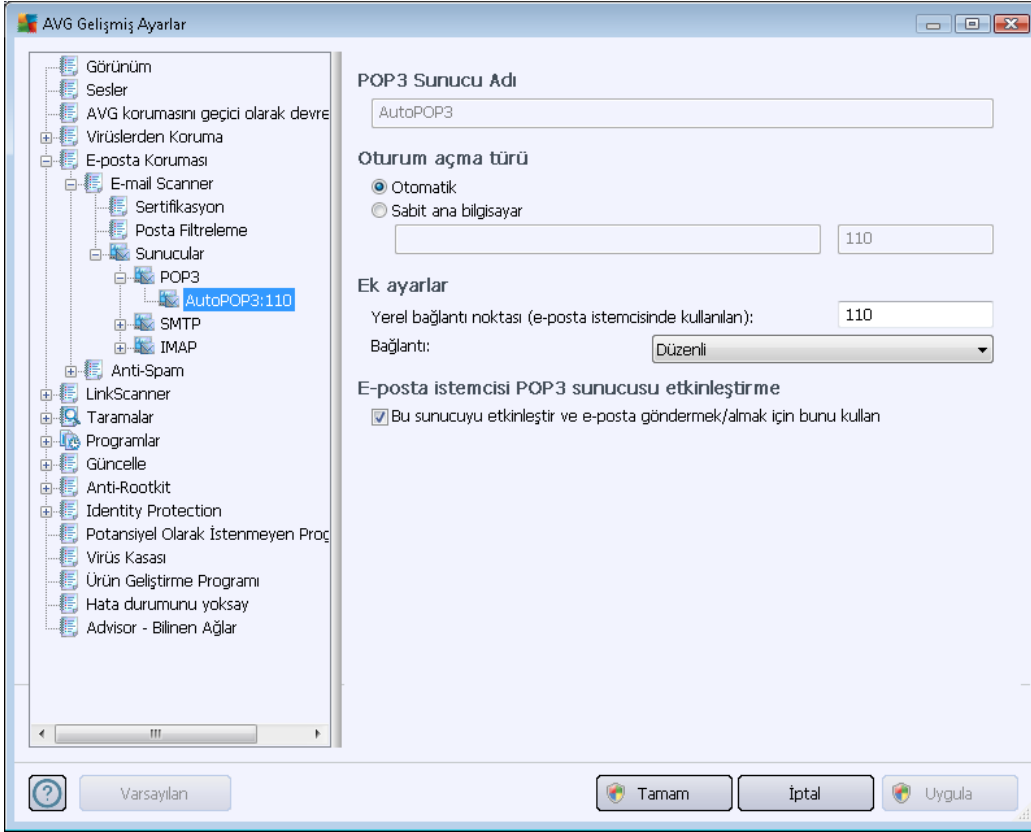 AVG Gelişmiş Ayarlar
Görünüm
Sesler
AVG korumasını geçici olarak devre
Virüslerden Koruma
E-posta Koruması
E-mail Scanner
Sertifikasyon
Posta Filtreleme
Sunucular
POP3
AutoPOP3:110
SMTP
IMAP
Anti-Spam
LinkScanner
Taramalar
Programlar
Güncelle
Anti-Rootkit
Identity Protection
Potansiyel Olarak İstenmeyen Prog
Virüs Kasası
Ürün Geliştirme Programı
Hata durumunu yoksay
Advisor - Bilinen Ağlar
POP3 Sunucu Adı
AutoPOP3
Oturum açma türü
Otomatik
Sabit ana bilgisayar
110
Ek ayarlar
Yerel bağlantı noktası (e-posta istemcisinde kullanılan): 110
Bağlantı: Düzenli
E-posta istemcisi POP3 sunucusu etkinleştirme
Bu sunucuyu etkinleştir ve e-posta göndermek/almak için bunu kullan
Varsayılan Tamam İptal Uygula